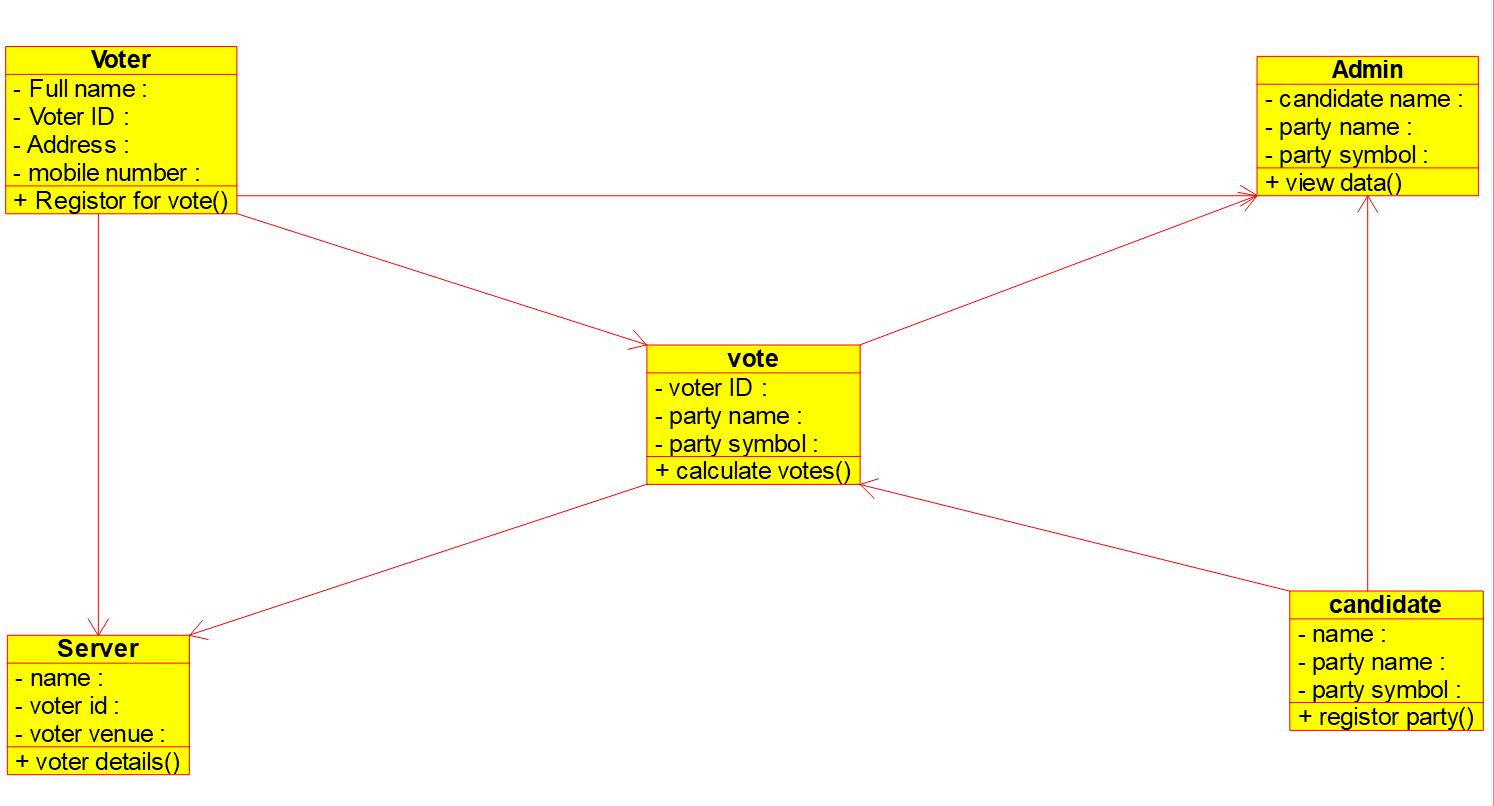 Voter
- Full name :
- Voter ID :
- Address :
- mobile number :
+ Registor for vote()
Admin
- candidate name :
- party name :
- party symbol :
+ view data()
vote
- voter ID :
- party name :
- party symbol :
+ calculate votes()
Server
- name :
- voter id :
- voter venue :
+ voter details()
candidate
- name :
- party name :
- party symbol :
+ registor party()